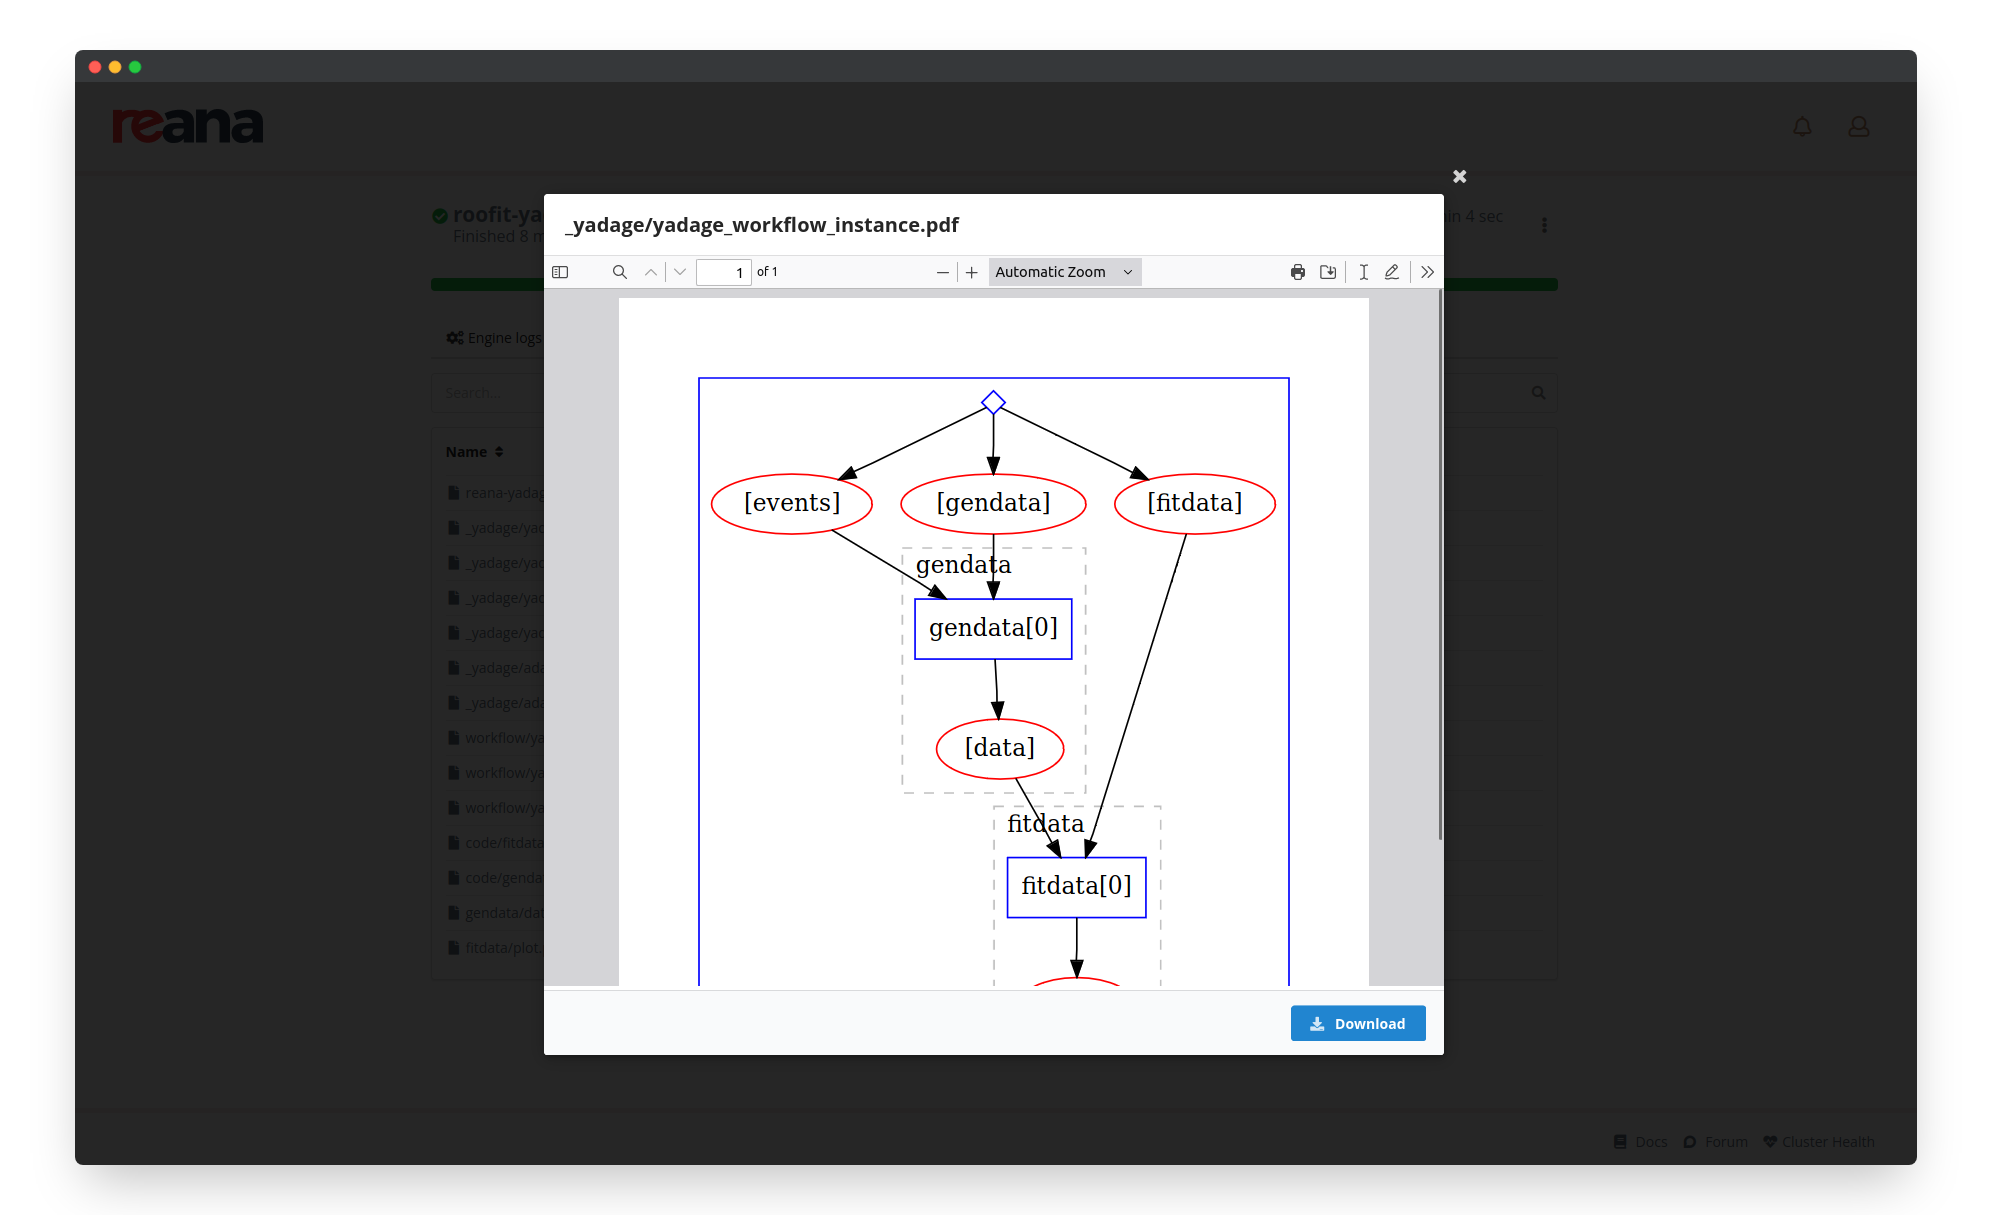 reana
roofit-ya
in 4 sec
Finished 8 m
_yadage/yadage_workflow_instance.pdf
1 of 1
Automatic Zoom
Engine logs
Search...
Name
reana-yadag
_yadage/yad
_yadage/yad
_yadage/yad
_yadage/yad
_yadage/ada
_yadage/ada
workflow/ya
workflow/ya
workflow/ya
code/fitdata
code/genda
gendata/dat
fitdata/plot.
[events]
[gendata]
[fitdata]
gendata
gendata[0]
[data]
fitdata
fitdata[0]
Download
Docs
Forum
Cluster Health